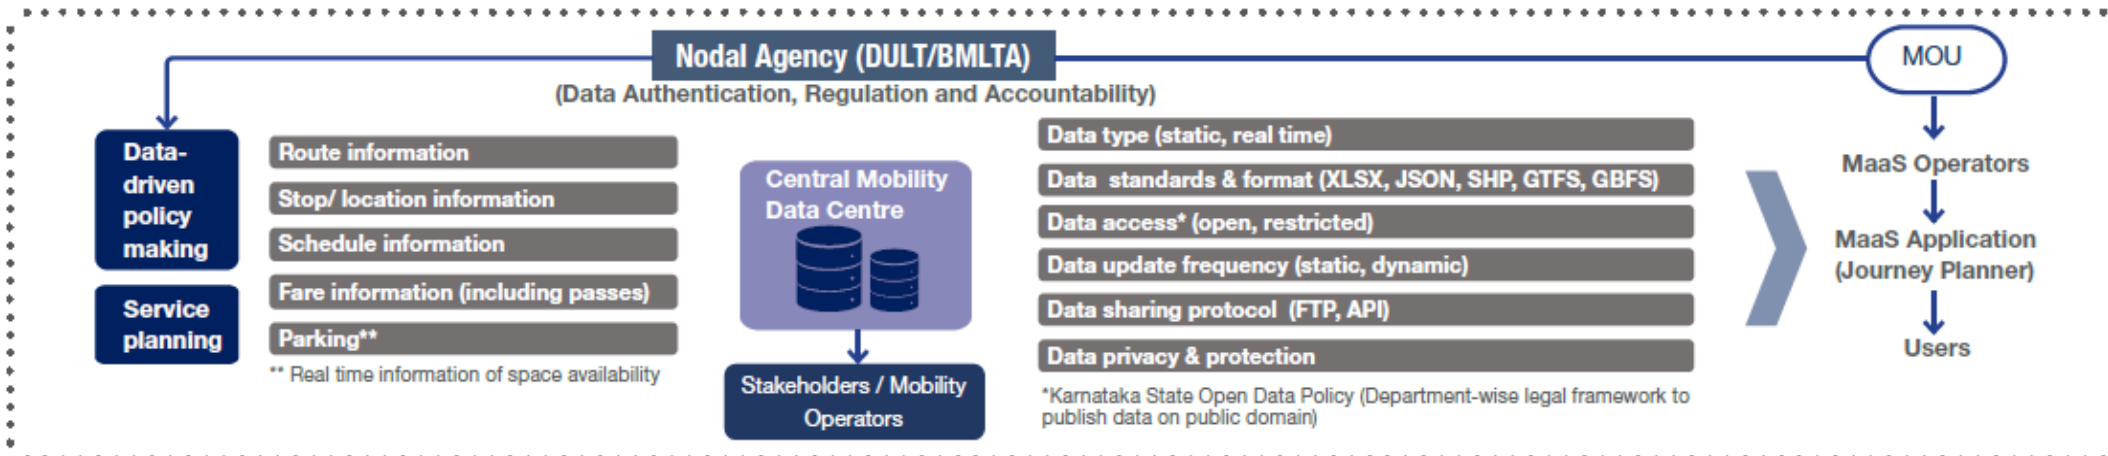 Nodal Agency (DULT/BMLTA)
(Data Authentication, Regulation and Accountability)
MOU
Data-
driven
policy
making
Service
planning
Route information
Stop/ location information
Schedule information
Fare information (including passes)
Parking**
** Real time information of space availability
Central Mobility
Data Centre
Stakeholders / Mobility
Operators
Data type (static, real time)
Data standards & format (XLSX, JSON, SHP, GTFS, GBFS)
Data access* (open, restricted)
Data update frequency (static, dynamic)
Data sharing protocol (FTP, API)
Data privacy & protection
*Karnataka State Open Data Policy (Department-wise legal framework to
publish data on public domain)
MaaS Operators
MaaS Application
(Journey Planner)
Users